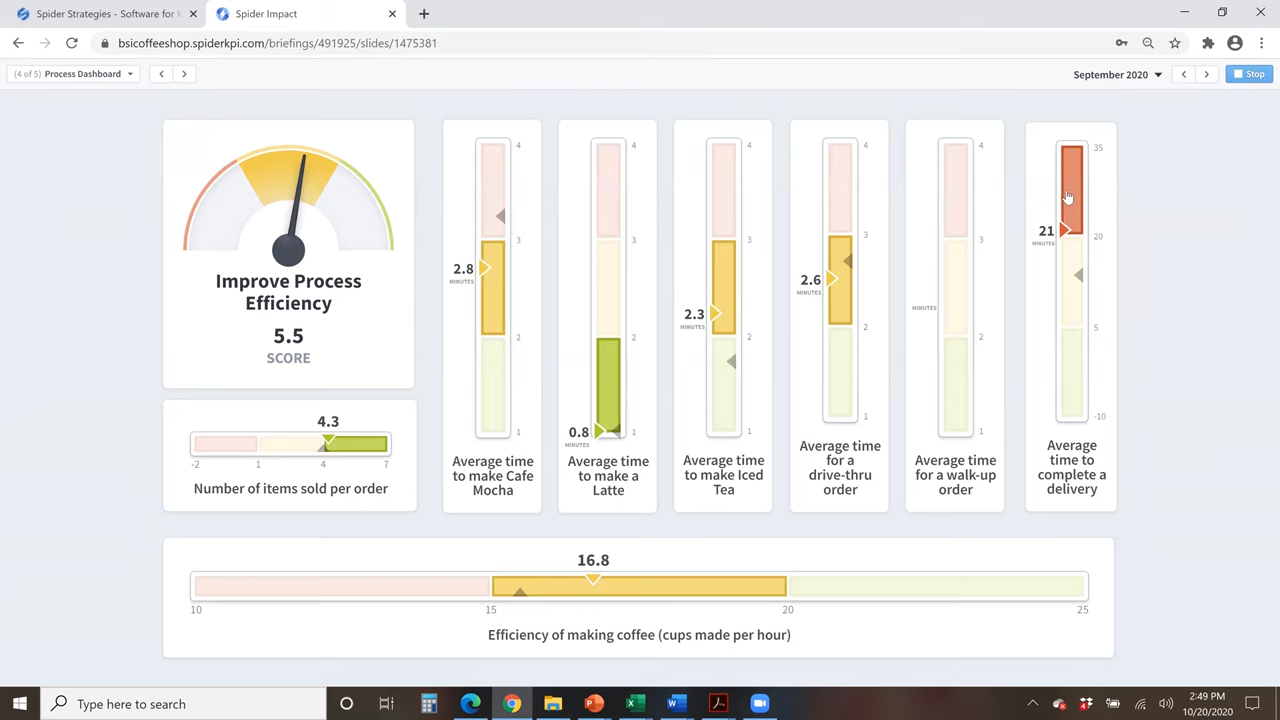 Spider Strategies - Software for
Spider Impact
bsicoffeeshop.spiderkpi.com/briefings/491925/slides/1475381
(4 of 5) Process Dashboard
September 2020
Stop
Improve Process
Efficiency
5.5
SCORE
4.3
-2 1 4 7
Number of items sold per order
4
3
2.8
MINUTES
2
1
Average time
to make Cafe
Mocha
4
3
2
0.8
MINUTES
1
Average time
to make a
Latte
4
3
2.3
MINUTES
2
1
Average time
to make Iced
Tea
4
3
2.6
MINUTES
2
1
Average time
for a
drive-thru
order
4
3
MINUTES
2
1
Average time
for a walk-up
order
35
21
MINUTES
20
5
-10
Average
time to
complete a
delivery
16.8
10 15 20 25
Efficiency of making coffee (cups made per hour)
Type here to search
2:49 PM
10/20/2020